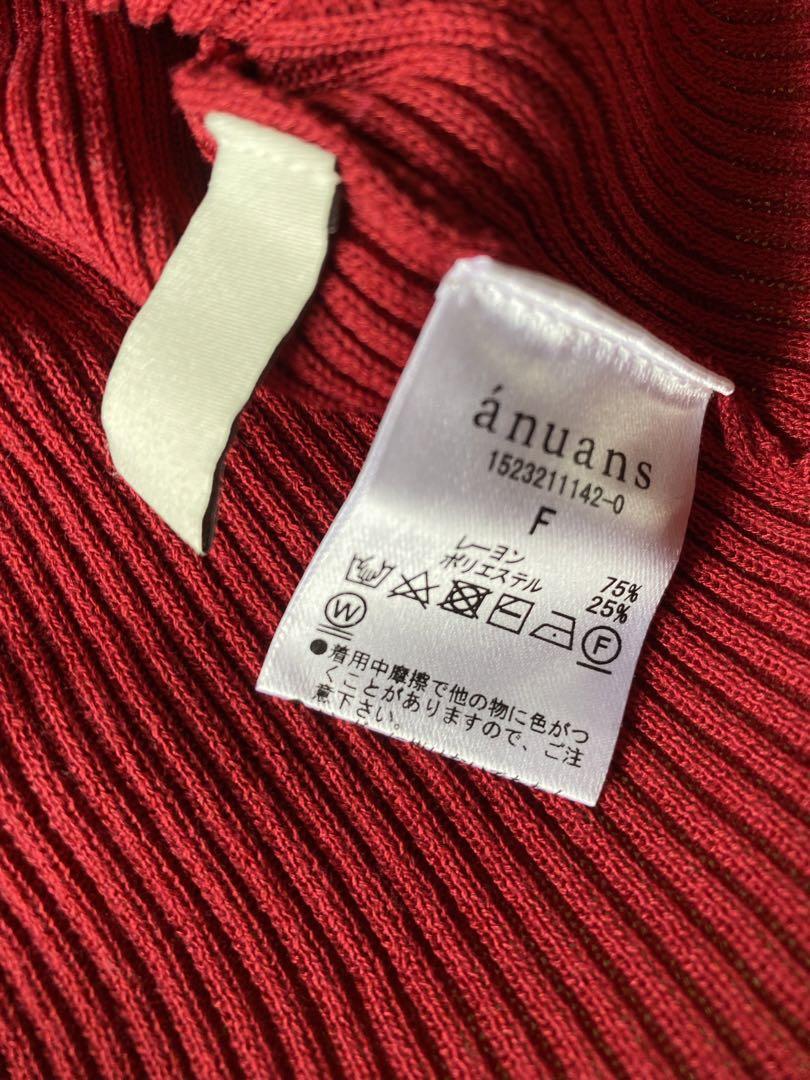 ánuans
1523211142-0
F
レーヨン 75%
ポリエステル 25%
F
W
●着用中摩擦で他の物に色がつ
くことがありますので、ご注
意下さい。